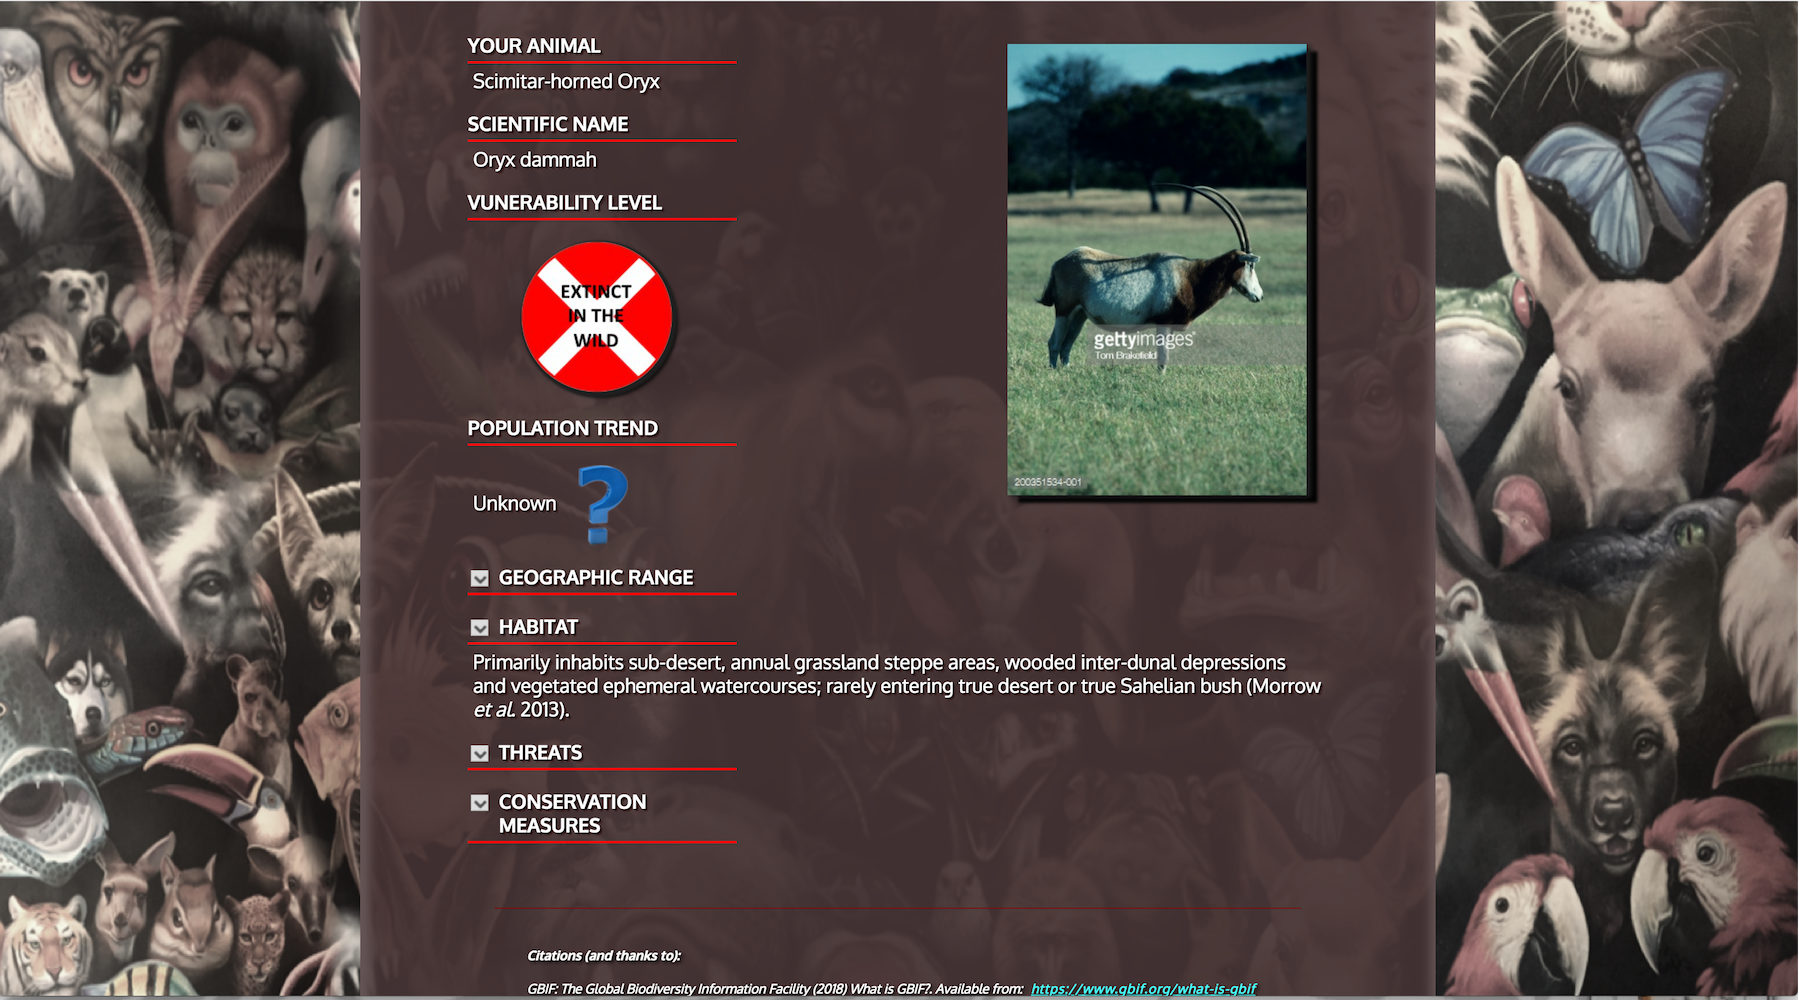 YOUR ANIMAL
Scimitar-horned Oryx
SCIENTIFIC NAME
Oryx dammah
VUNERABILITY LEVEL
EXTINCT
IN THE
WILD
POPULATION TREND
Unknown ?
gettyimages®
Tom Brakefield
200351534-001
GEOGRAPHIC RANGE
HABITAT
Primarily inhabits sub-desert, annual grassland steppe areas, wooded inter-dunal depressions
and vegetated ephemeral watercourses; rarely entering true desert or true Sahelian bush (Morrow
et al. 2013).
THREATS
CONSERVATION
MEASURES
Citations (and thanks to):
GBIF: The Global Biodiversity Information Facility (2018) What is GBIF?. Available from: https://www.gbif.org/what-is-gbif